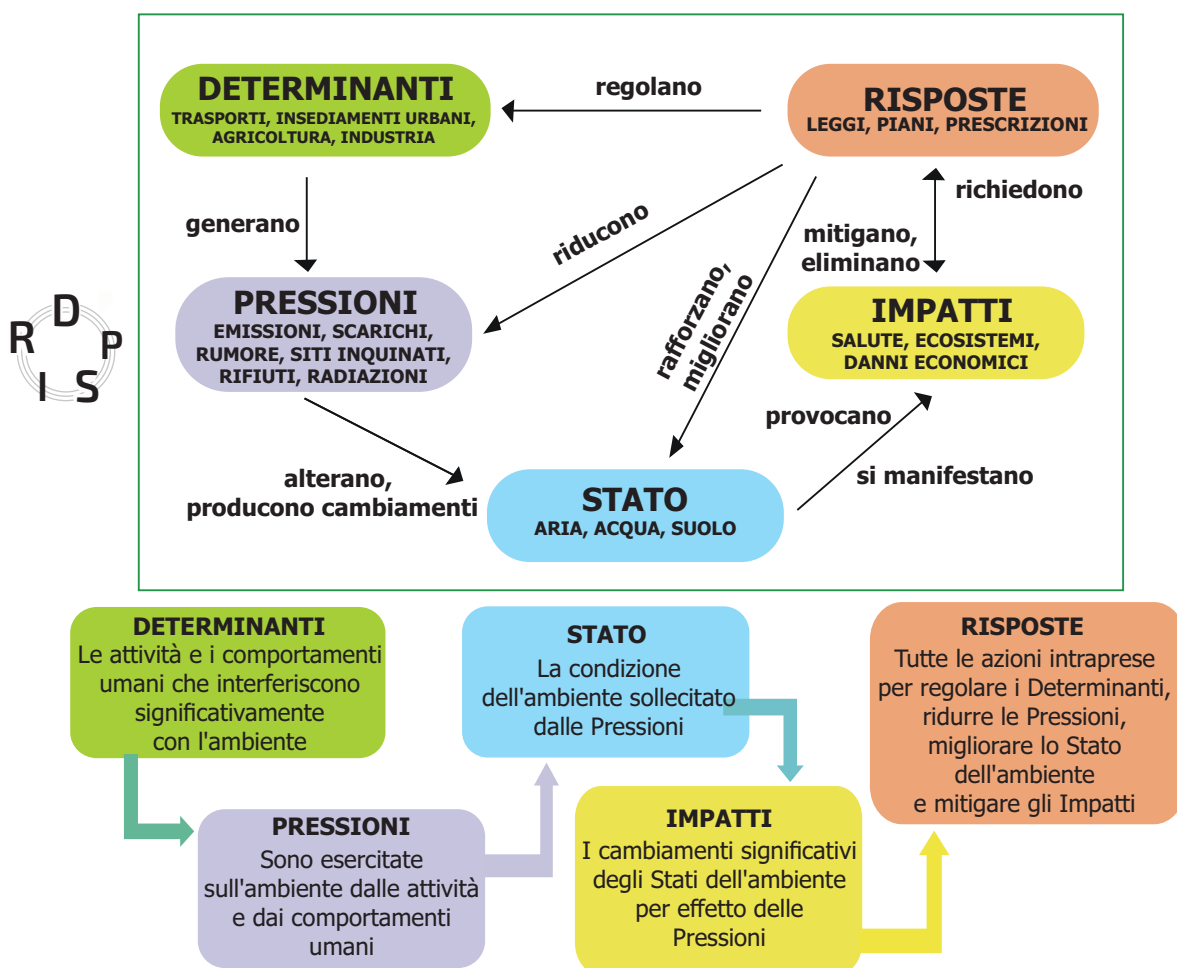 DETERMINANTI
TRASPORTI, INSEDIAMENTI URBANI,
AGRICOLTURA, INDUSTRIA
regolano
RISPOSTE
LEGGI, PIANI, PRESCRIZIONI
generano
riducono
richiedono
mitigano,
eliminano
rafforzano,
migliorano
PRESSIONI
EMISSIONI, SCARICHI,
RUMORE, SITI INQUINATI,
RIFIUTI, RADIAZIONI
IMPATTI
SALUTE, ECOSISTEMI,
DANNI ECONOMICI
D
P
S
I
R
provocano
si manifestano
alterano,
producono cambiamenti
STATO
ARIA, ACQUA, SUOLO
DETERMINANTI
Le attività e i comportamenti
umani che interferiscono
significativamente
con l'ambiente
PRESSIONI
Sono esercitate
sull'ambiente dalle attività
e dai comportamenti
umani
STATO
La condizione
dell'ambiente sollecitato
dalle Pressioni
IMPATTI
I cambiamenti significativi
degli Stati dell'ambiente
per effetto delle
Pressioni
RISPOSTE
Tutte le azioni intraprese
per regolare i Determinanti,
ridurre le Pressioni,
migliorare lo Stato
dell'ambiente
e mitigare gli Impatti